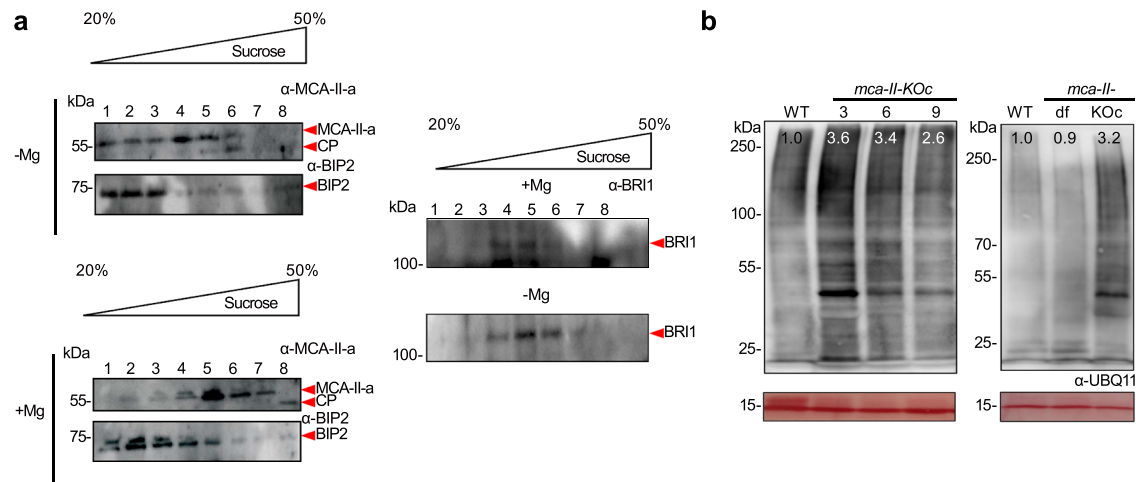 a
20%
50%
Sucrose
α-MCA-II-a
kDa
1 2 3 4 5 6 7 8
-Mg
MCA-II-a
55-
CP
α-BIP2
75-
BIP2
20%
50%
Sucrose
α-MCA-II-a
kDa
1 2 3 4 5 6 7 8
+Mg
MCA-II-a
55-
CP
α-BIP2
75-
BIP2
20%
50%
Sucrose
+Mg
α-BRI1
kDa
1 2 3 4 5 6 7 8
BRI1
100-
-Mg
BRI1
100-
b
mca-II-KOc
WT 3 6 9
kDa
1.0 3.6 3.4 2.6
250-
100-
55-
25-
15-
mca-II-
WT df KOc
kDa
1.0 0.9 3.2
250-
70-
55-
25-
α-UBQ11
15-